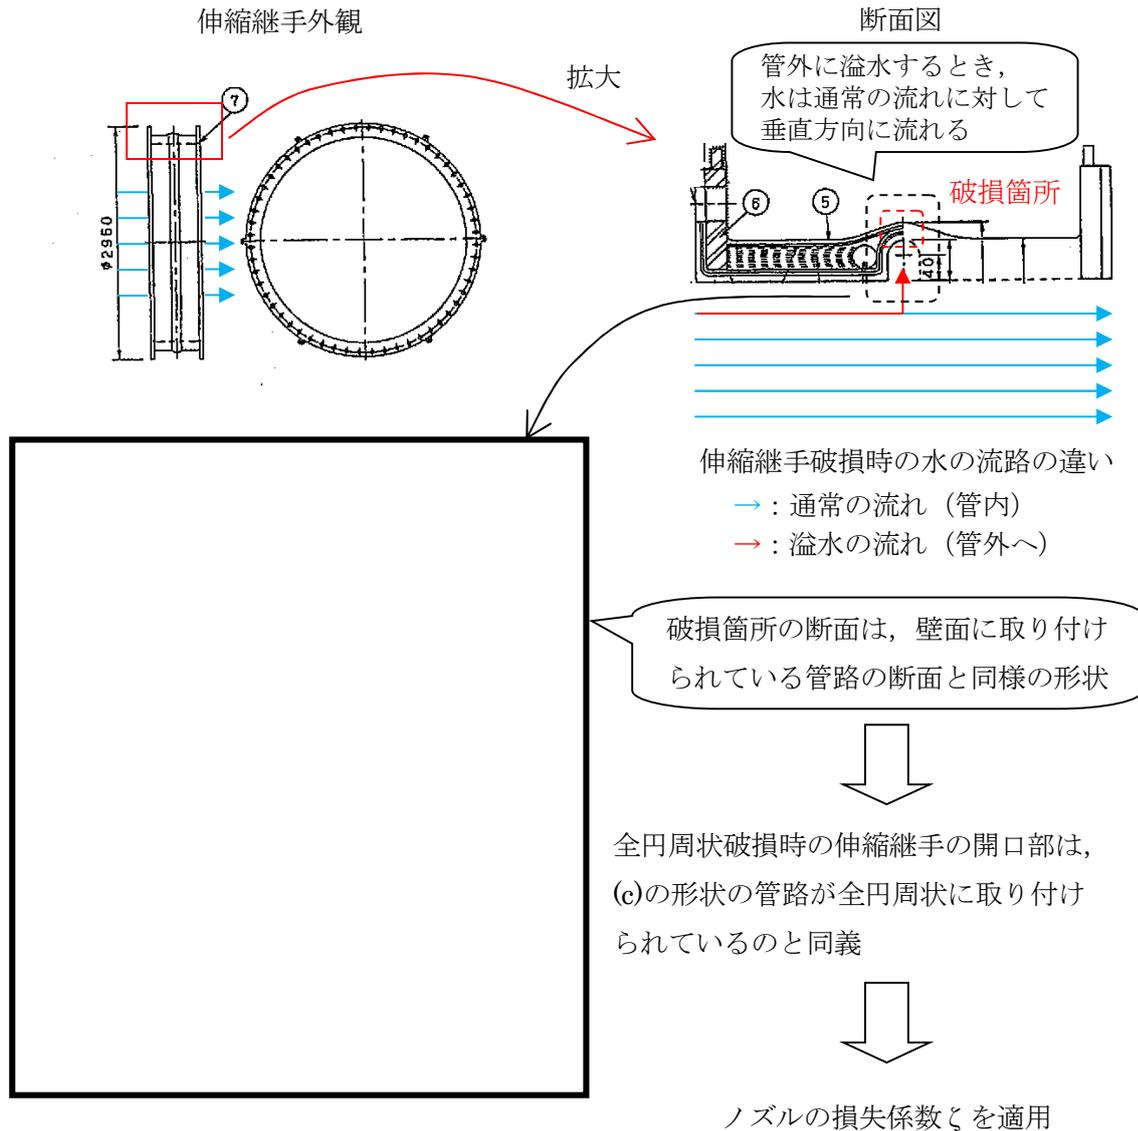 伸縮継手外観
断面図
拡大
管外に溢水するとき，
水は通常の流れに対して
垂直方向に流れる
⑦
φ2960
破損箇所
⑥
⑤
40
伸縮継手破損時の水の流路の違い
→：通常の流れ（管内）
→：溢水の流れ（管外へ）
破損箇所の断面は，壁面に取り付け
られている管路の断面と同様の形状
全円周状破損時の伸縮継手の開口部は，
(c)の形状の管路が全円周状に取り付け
られているのと同義
ノズルの損失係数ζを適用